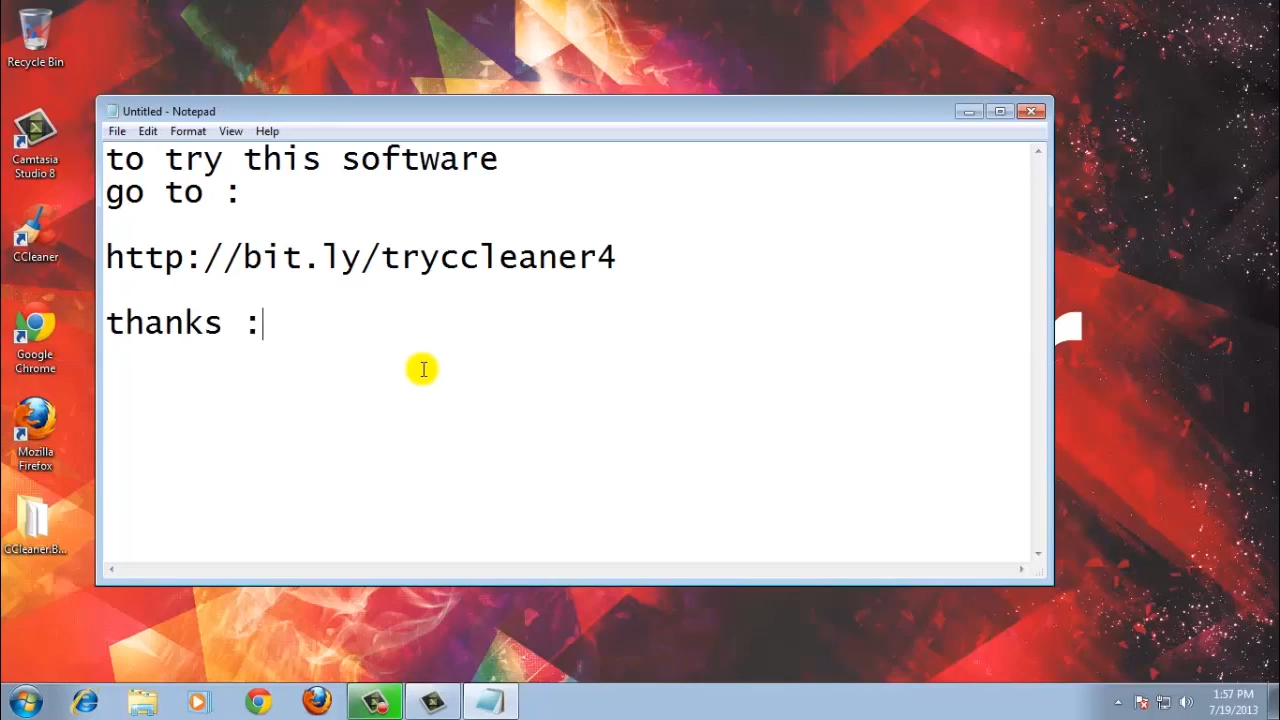 Recycle Bin
Untitled - Notepad
File Edit Format View Help
to try this software
go to :
http://bit.ly/tryccleaner4
thanks :
Camtasia
Studio 8
CCleaner
Google
Chrome
Mozilla
Firefox
CCleaner.B...
1:57 PM
7/19/2013